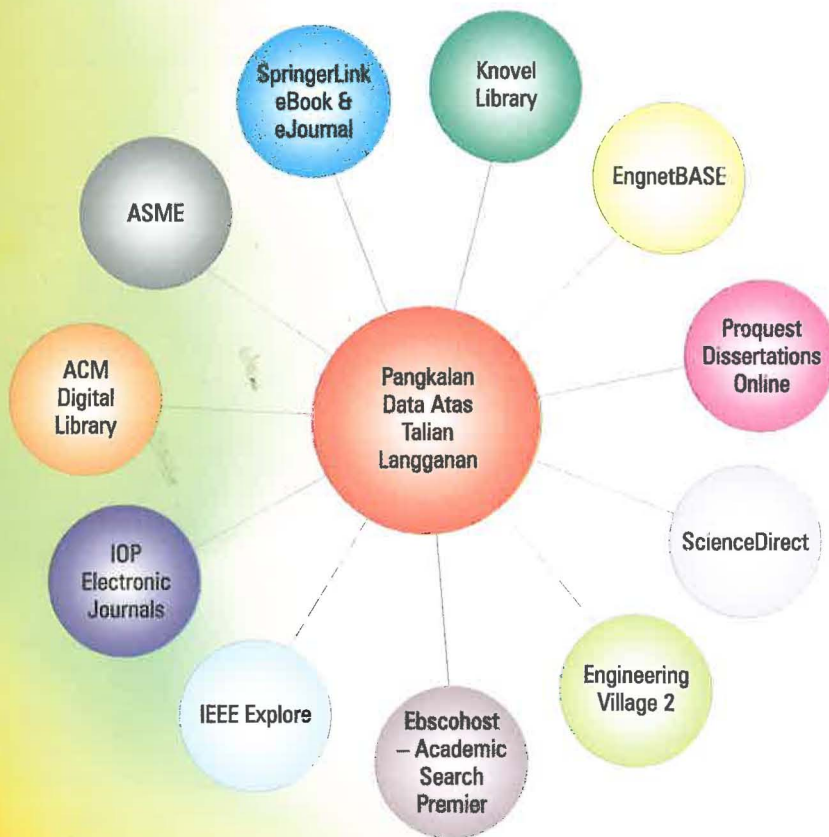 SpringerLink
eBook &
eJournal
Knovel
Library
EngnetBASE
ASME
Proquest
Dissertations
Online
ACM
Digital
Library
Pangkalan
Data Atas
Talian
Langganan
ScienceDirect
IOP
Electronic
Journals
Engineering
Village 2
IEEE Explore
Ebscohost
– Academic
Search
Premier